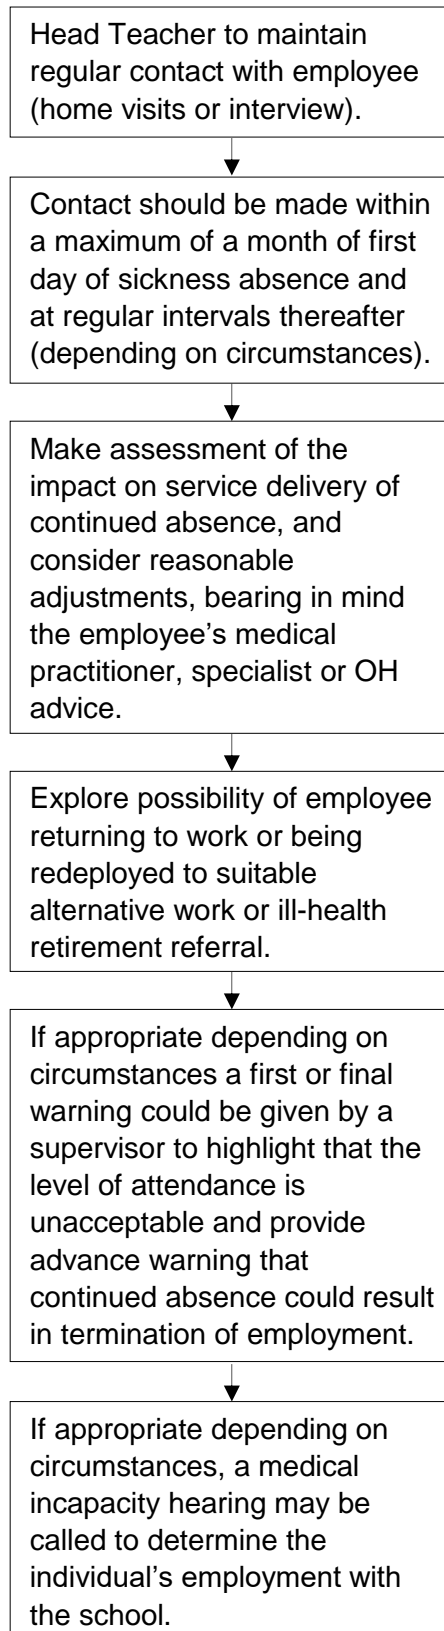 Head Teacher to maintain
regular contact with employee
(home visits or interview).
Contact should be made within
a maximum of a month of first
day of sickness absence and
at regular intervals thereafter
(depending on circumstances).
Make assessment of the
impact on service delivery of
continued absence, and
consider reasonable
adjustments, bearing in mind
the employee’s medical
practitioner, specialist or OH
advice.
Explore possibility of employee
returning to work or being
redeployed to suitable
alternative work or ill-health
retirement referral.
If appropriate depending on
circumstances a first or final
warning could be given by a
supervisor to highlight that the
level of attendance is
unacceptable and provide
advance warning that
continued absence could result
in termination of employment.
If appropriate depending on
circumstances, a medical
incapacity hearing may be
called to determine the
individual’s employment with
the school.